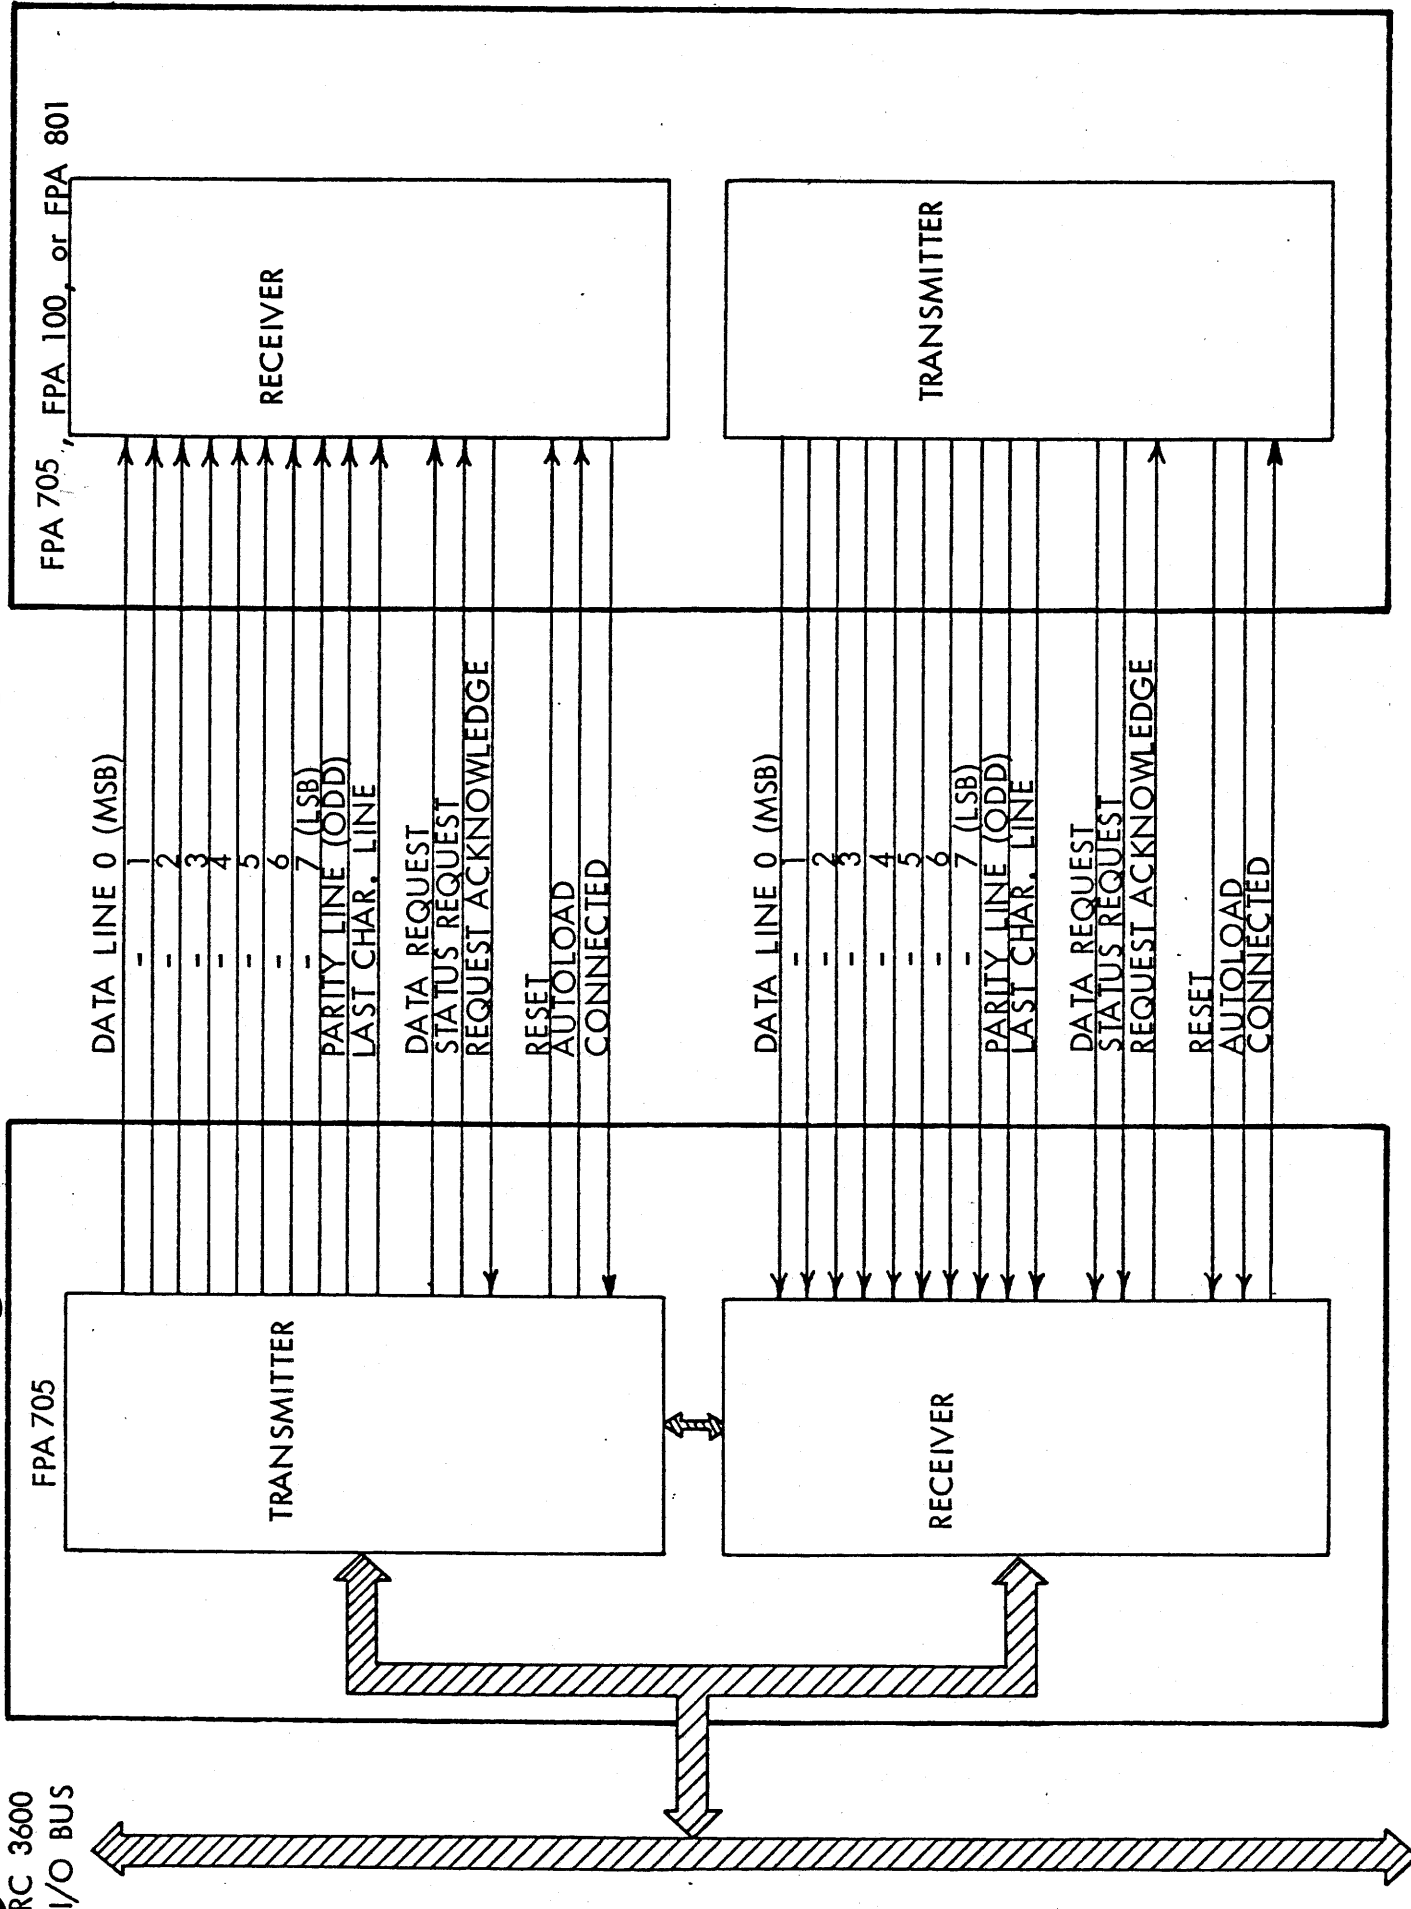 RC 3600
I/O BUS
FPA 705
TRANSMITTER
RECEIVER
DATA LINE 0 (MSB)
- 1
- 2
- 3
- 4
- 5
- 6
- 7 (LSB)
PARITY LINE (ODD)
LAST CHAR. LINE
DATA REQUEST
STATUS REQUEST
REQUEST ACKNOWLEDGE
RESET
AUTOLOAD
CONNECTED
DATA LINE 0 (MSB)
- 1
- 2
- 3
- 4
- 5
- 6
- 7 (LSB)
PARITY LINE (ODD)
LAST CHAR. LINE
DATA REQUEST
STATUS REQUEST
REQUEST ACKNOWLEDGE
RESET
AUTOLOAD
CONNECTED
FPA 705, FPA 100, or FPA 801
RECEIVER
TRANSMITTER